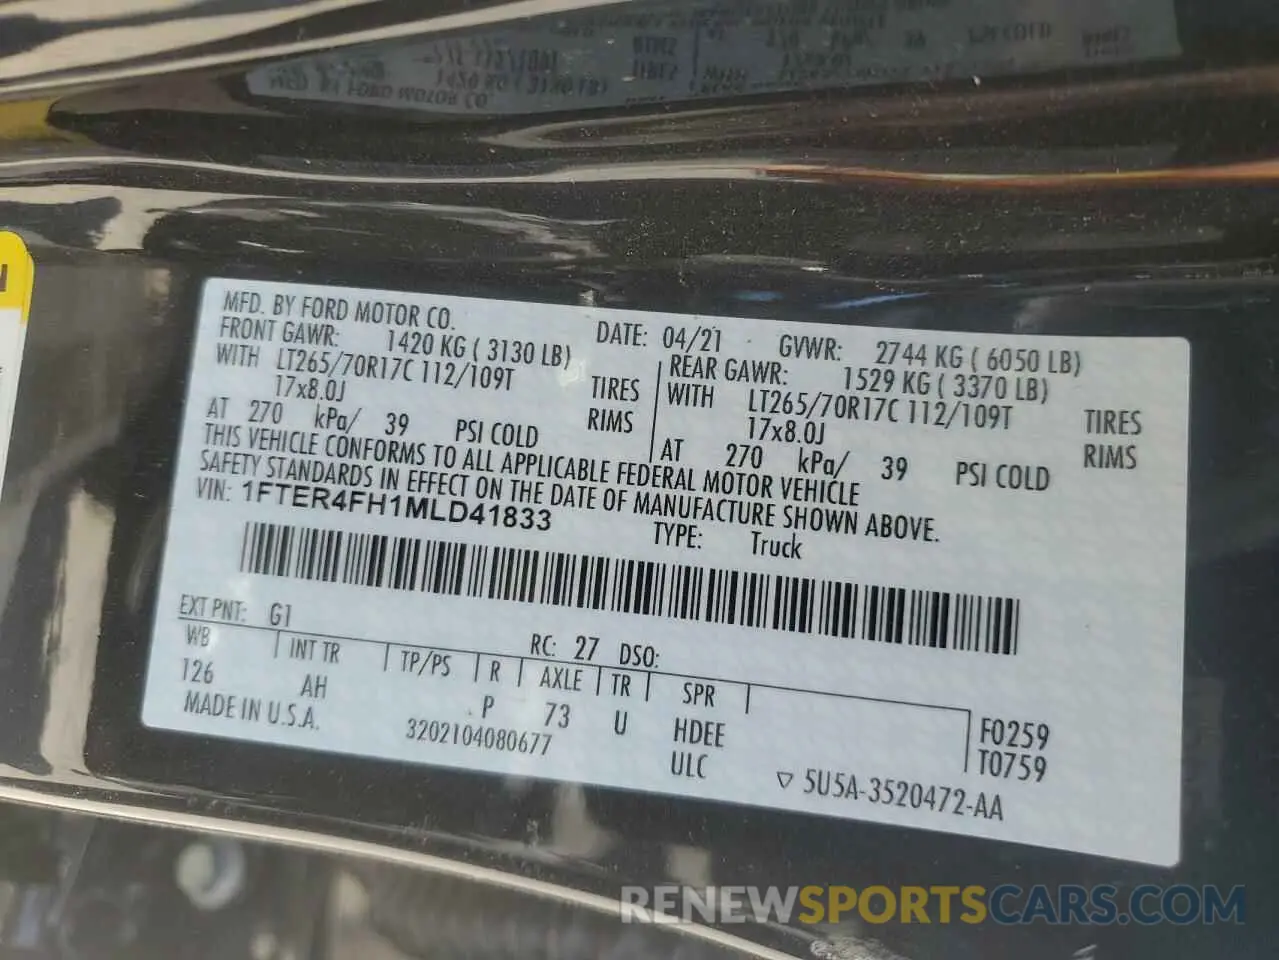 MFD. BY FORD MOTOR CO.
DATE: 04/21 GVWR: 2744 KG ( 6050 LB)
FRONT GAWR: 1420 KG ( 3130 LB)
WITH LT265/70R17C 112/109T TIRES
17x8.0J RIMS
AT 270 kPa/ 39 PSI COLD
REAR GAWR: 1529 KG ( 3370 LB)
WITH LT265/70R17C 112/109T TIRES
17x8.0J RIMS
AT 270 kPa/ 39 PSI COLD
THIS VEHICLE CONFORMS TO ALL APPLICABLE FEDERAL MOTOR VEHICLE
SAFETY STANDARDS IN EFFECT ON THE DATE OF MANUFACTURE SHOWN ABOVE.
VIN: 1FTER4FH1MLD41833
TYPE: Truck
EXT PNT: G1 RC: 27 DSO:
WB INT TR TP/PS R AXLE TR SPR
126 AH P 73 U HDEE F0259
ULC T0759
MADE IN U.S.A. 3202104080677
▽ 5U5A-3520472-AA
RENEWSPORTSCARS.COM